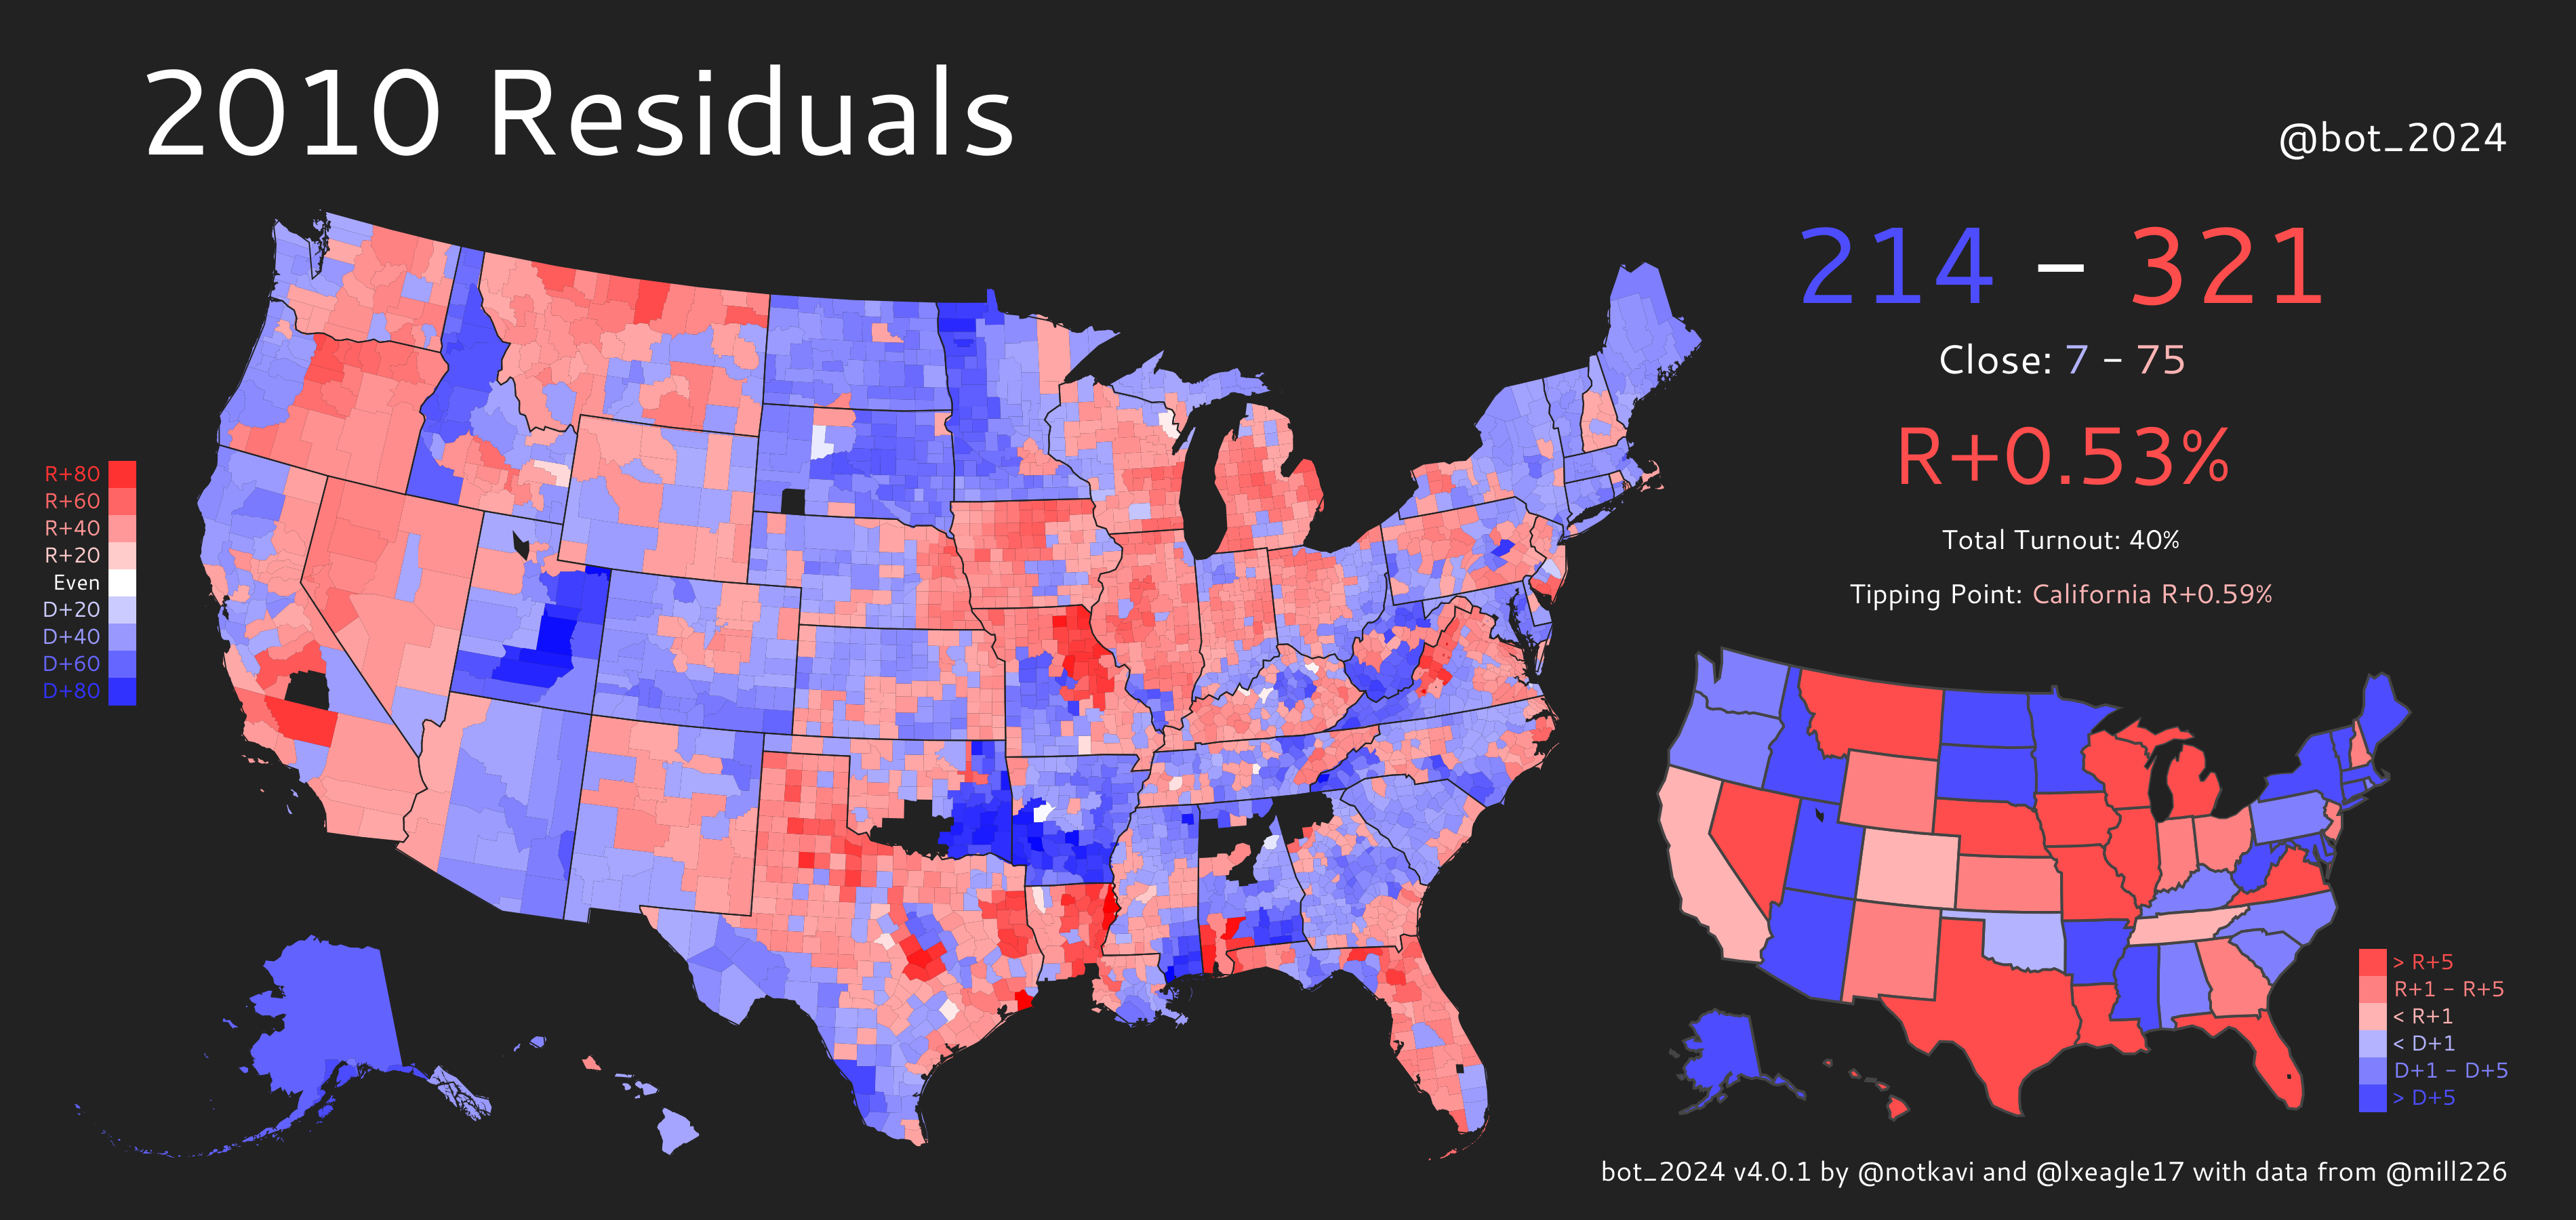 2010 Residuals
@bot_2024
214 – 321
Close: 7 – 75
R+0.53%
Total Turnout: 40%
Tipping Point: California R+0.59%
R+80
R+60
R+40
R+20
Even
D+20
D+40
D+60
D+80
> R+5
R+1 – R+5
< R+1
< D+1
D+1 – D+5
> D+5
bot_2024 v4.0.1 by @notkavi and @lxeagle17 with data from @mill226